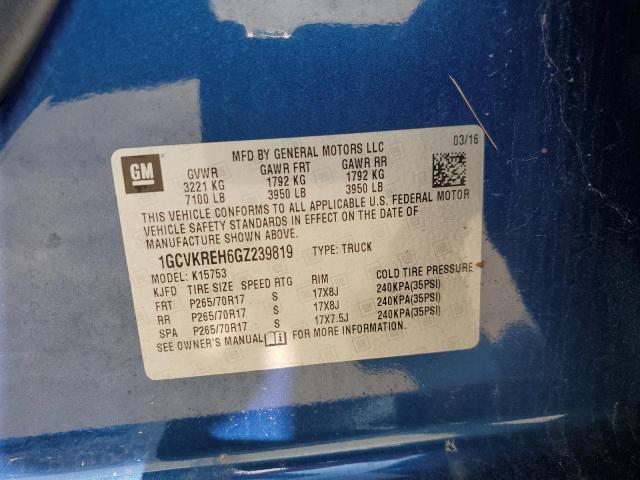 GM
MFD BY GENERAL MOTORS LLC
03/16
GVWR GAWR FRT GAWR RR
3221 KG 1792 KG 1792 KG
7100 LB 3950 LB 3950 LB
THIS VEHICLE CONFORMS TO ALL APPLICABLE U.S. FEDERAL MOTOR
VEHICLE SAFETY STANDARDS IN EFFECT ON THE DATE OF
MANUFACTURE SHOWN ABOVE.
1GCVKREH6GZ239819 TYPE: TRUCK
MODEL: K15753
KJFD TIRE SIZE SPEED RTG RIM COLD TIRE PRESSURE
FRT P265/70R17 S 17X8J 240KPA(35PSI)
RR P265/70R17 S 17X8J 240KPA(35PSI)
SPA P265/70R17 S 17X7.5J 240KPA(35PSI)
SEE OWNER'S MANUAL FOR MORE INFORMATION.